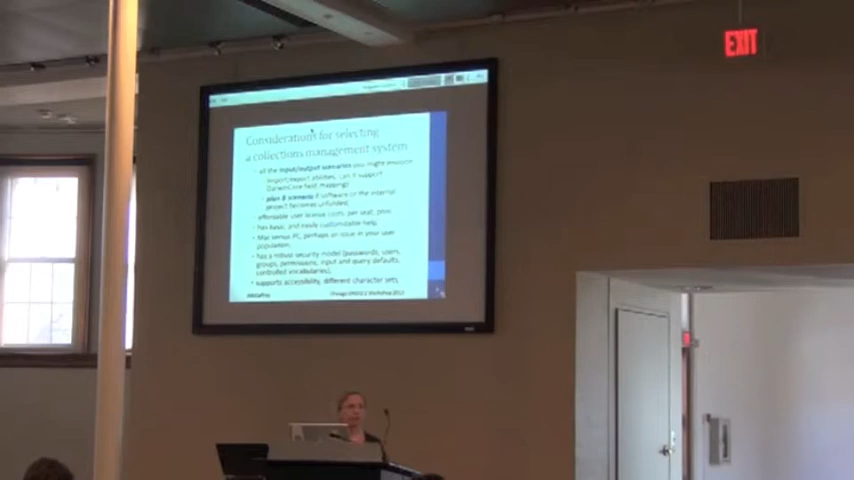 EXIT
Considerations for selecting
a collections management system
all the input/output scenarios you might envision
(import/export abilities, can it support
DarwinCore field mapping)
plan B scenario if software or the internal
project becomes unfunded
affordable user license costs, per seat,
has basic, and easily customizable help
Mac versus PC, perhaps an issue in your user
population
has a robust security model (passwords, users,
groups, permissions, input and query defaults,
controlled vocabularies)
supports accessibility, different character sets
Workshop